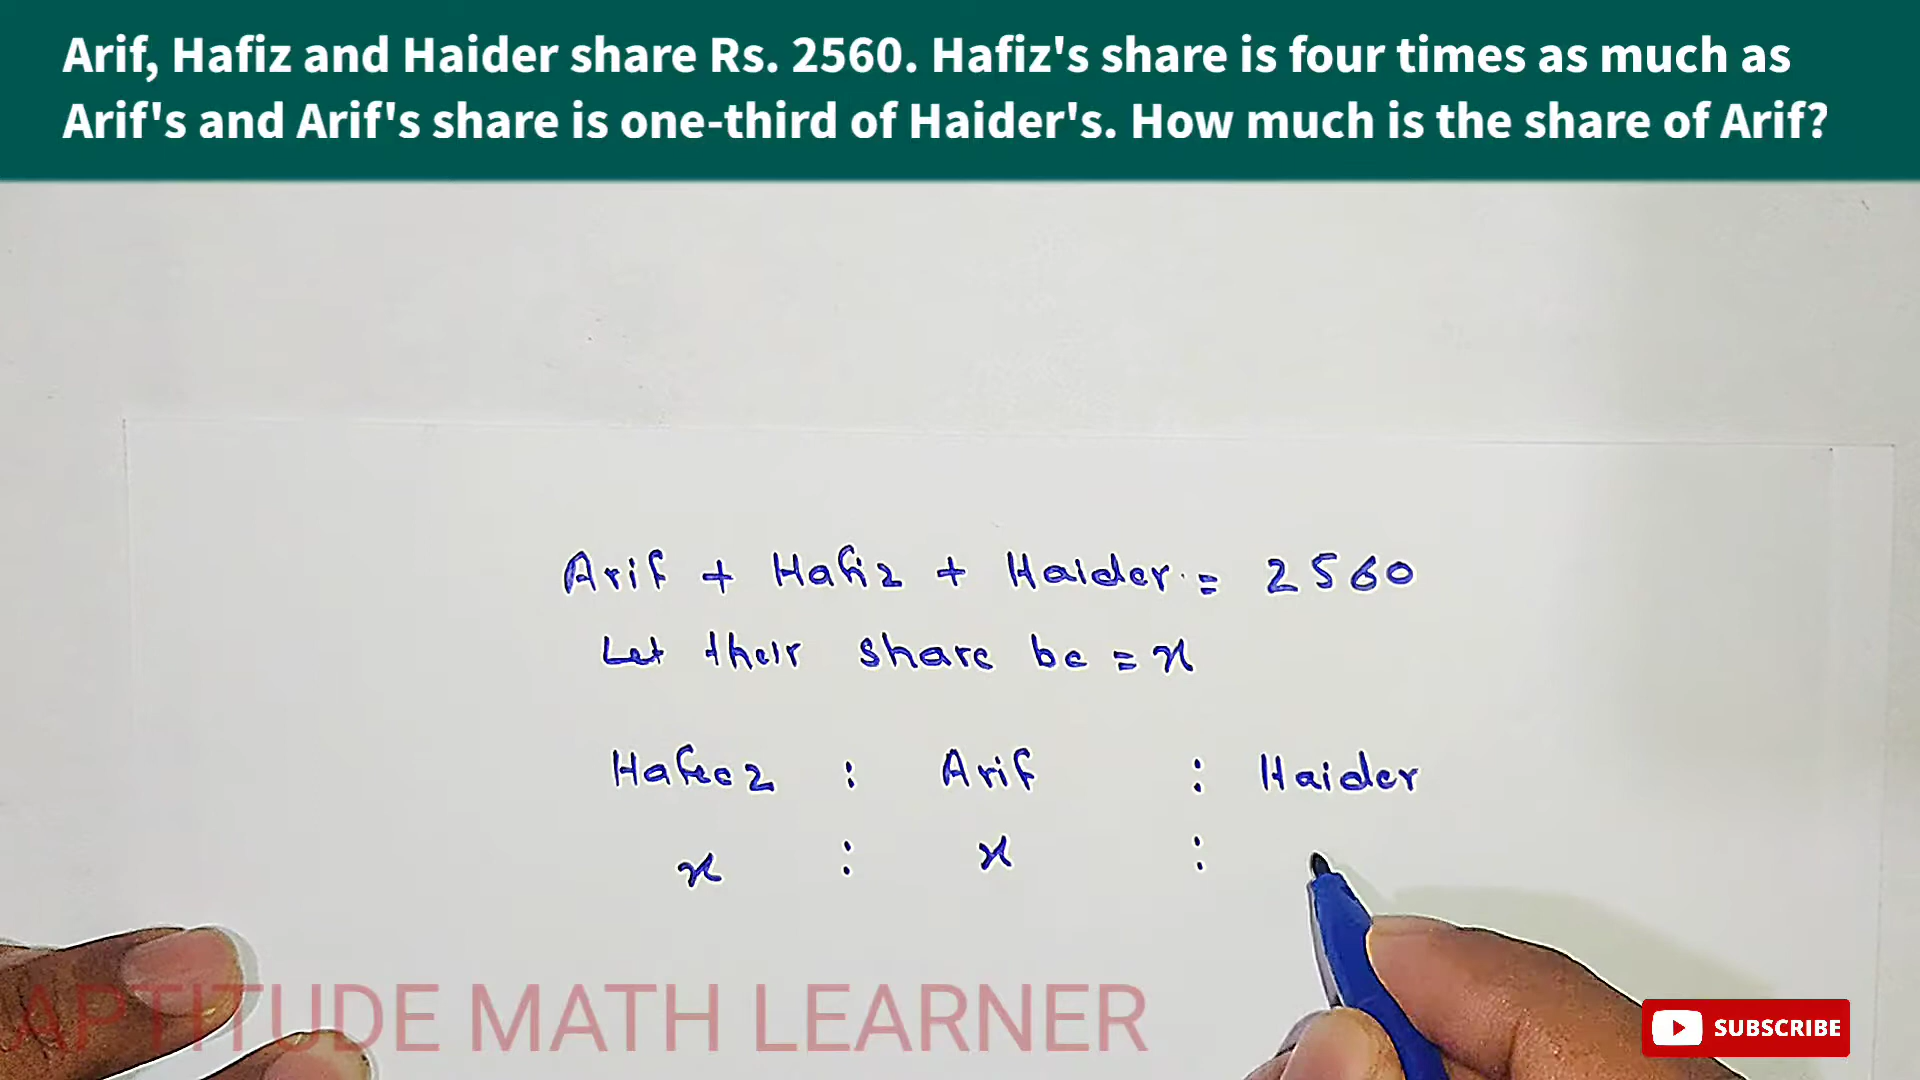 Arif, Hafiz and Haider share Rs. 2560. Hafiz's share is four times as much as
Arif's and Arif's share is one-third of Haider's. How much is the share of Arif?
Arif + Hafiz + Haider = 2560
Let their share be = x
Hafeez : Arif : Haider
x : x :
APTITUDE MATH LEARNER
SUBSCRIBE